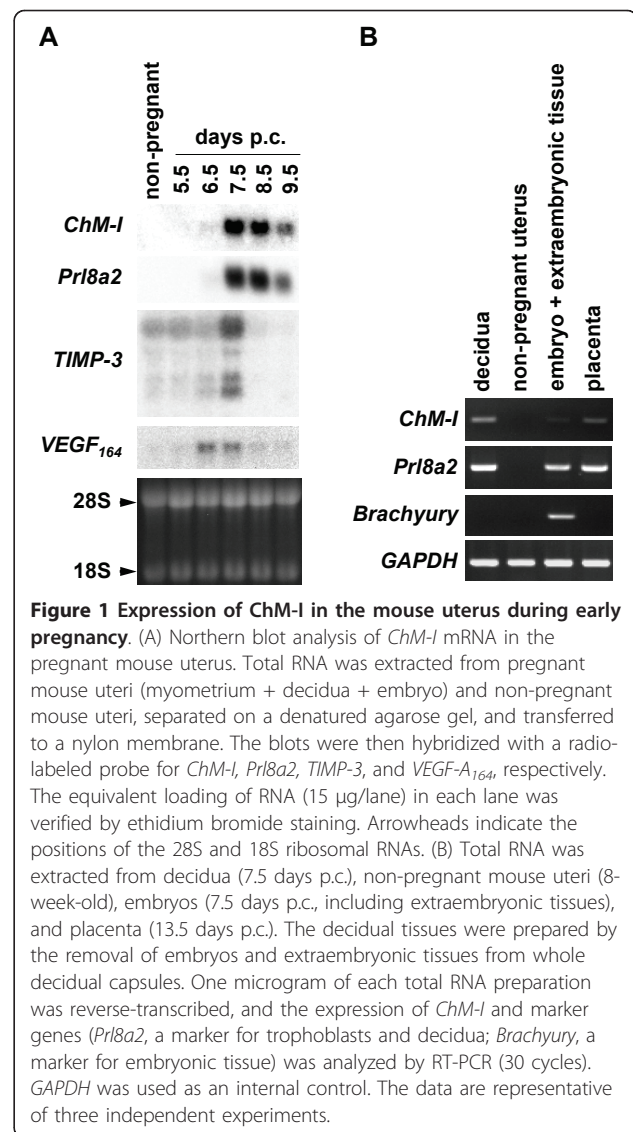 A
B
non-pregnant
days p.c.
5.5
6.5
7.5
8.5
9.5
ChM-I
Prl8a2
TIMP-3
VEGF164
28S
18S
decidua
non-pregnant uterus
embryo + extraembryonic tissue
placenta
ChM-I
Prl8a2
Brachyury
GAPDH
Figure 1 Expression of ChM-I in the mouse uterus during early
pregnancy. (A) Northern blot analysis of ChM-I mRNA in the
pregnant mouse uterus. Total RNA was extracted from pregnant
mouse uteri (myometrium + decidua + embryo) and non-pregnant
mouse uteri, separated on a denatured agarose gel, and transferred
to a nylon membrane. The blots were then hybridized with a radio-
labeled probe for ChM-I, Prl8a2, TIMP-3, and VEGF-A164, respectively.
The equivalent loading of RNA (15 μg/lane) in each lane was
verified by ethidium bromide staining. Arrowheads indicate the
positions of the 28S and 18S ribosomal RNAs. (B) Total RNA was
extracted from decidua (7.5 days p.c.), non-pregnant mouse uteri (8-
week-old), embryos (7.5 days p.c., including extraembryonic tissues),
and placenta (13.5 days p.c.). The decidual tissues were prepared by
the removal of embryos and extraembryonic tissues from whole
decidual capsules. One microgram of each total RNA preparation
was reverse-transcribed, and the expression of ChM-I and marker
genes (Prl8a2, a marker for trophoblasts and decidua; Brachyury, a
marker for embryonic tissue) was analyzed by RT-PCR (30 cycles).
GAPDH was used as an internal control. The data are representative
of three independent experiments.